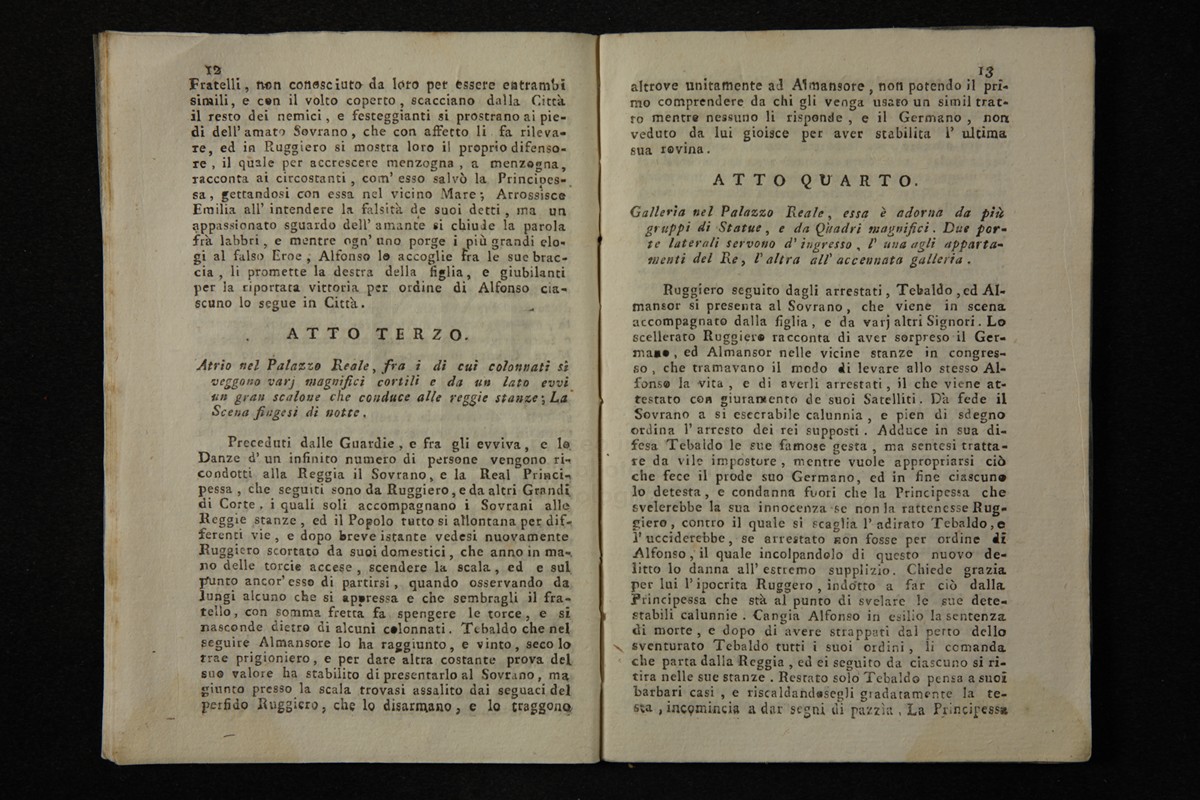 12
Fratelli, non conosciuto da loro per essere entrambi
simili, e con il volto coperto, scacciano dalla Città
il resto dei nemici, e festeggianti si prostrano ai pie-
di dell' amato Sovrano, che con affetto li fa rileva-
re, ed in Ruggiero si mostra loro il proprio difenso-
re, il quale per accrescere menzogna, a menzogna,
racconta ai circostanti, com' esso salvò la Principes-
sa, gettandosi con essa nel vicino Mare; Arrossisce
Emilia all' intendere la falsità de suoi detti, ma un
appassionato sguardo dell' amante si chiude la parola
frà labbri, e mentre ogn' uno porge i più grandi elo-
gi al falso Eroe, Alfonso lo accoglie fra le sue brac-
cia, li promette la destra della figlia, e giubilanti
per la riportata vittoria per ordine di Alfonso cia-
scuno lo segue in Città.
ATTO TERZO.
Atrio nel Palazzo Reale, fra i di cui colonnati si
veggono varj magnifici cortili e da un lato evvi
un gran scalone che conduce alle reggie stanze; La
Scena fingesi di notte.
Preceduti dalle Guardie, e fra gli evviva, e le
Danze d' un infinito numero di persone vengono ri-
condotti alla Reggia il Sovrano, e la Real Princi-
pessa, che seguiti sono da Ruggiero, e da altri Grandi
di Corte, i quali soli accompagnano i Sovrani alle
Reggie stanze, ed il Popolo tutto si allontana per dif-
ferenti vie, e dopo breve istante vedesi nuovamente
Ruggiero scortato da suoi domestici, che anno in ma-
no delle torcie accese, scendere la scala, ed e sul
punto ancor' esso di partirsi, quando osservando da
lungi alcuno che si appressa e che sembragli il fra-
tello, con somma fretta fa spengere le torce, e si
nasconde dietro di alcuni colonnati. Tebaldo che nel
seguire Almansore lo ha raggiunto, e vinto, seco lo
trae prigioniero, e per dare altra costante prova del
suo valore ha stabilito di presentarlo al Sovrano, ma
giunto presso la scala trovasi assalito dai seguaci del
perfido Ruggiero, che lo disarmano, e lo traggono
13
altrove unitamente ad Almansore, non potendo il pri-
mo comprendere da chi gli venga usato un simil trat-
to mentre nessuno li risponde, e il Germano, non
veduto da lui gioisce per aver stabilita l' ultima
sua rovina.
ATTO QUARTO.
Galleria nel Palazzo Reale, essa è adorna da più
gruppi di Statue, e da Quadri magnifici. Due por-
te laterali servono d' ingresso, l' una agli apparta-
menti del Re, l' altra all' accennata galleria.
Ruggiero seguito dagli arrestati, Tebaldo, ed Al-
mansor si presenta al Sovrano, che viene in scena
accompagnato dalla figlia, e da varj altri Signori. Lo
scellerato Ruggiero racconta di aver sorpreso il Ger-
mano, ed Almansor nelle vicine stanze in congres-
so, che tramavano il modo di levare allo stesso Al-
fonso la vita, e di averli arrestati, il che viene at-
testato con giuramento de suoi Satelliti. Dà fede il
Sovrano a si esecrabile calunnia, e pien di sdegno
ordina l' arresto dei rei supposti. Adduce in sua di-
fesa Tebaldo le sue famose gesta, ma sentesi tratta-
re da vile impostore, mentre vuole appropriarsi ciò
che fece il prode suo Germano, ed in fine ciascuno
lo detesta, e condanna fuori che la Principessa che
svelerebbe la sua innocenza se non la rattenesse Rug-
giero, contro il quale si scaglia l' adirato Tebaldo, e
l' ucciderebbe, se arrestato non fosse per ordine di
Alfonso, il quale incolpandolo di questo nuovo de-
litto lo danna all' estremo supplizio. Chiede grazia
per lui l' ipocrita Ruggero, indotto a far ciò dalla
Principessa che stà al punto di svelare le sue dete-
stabili calunnie. Cangia Alfonso in esilio la sentenza
di morte, e dopo di avere strappati dal petto dello
sventurato Tebaldo tutti i suoi ordini, li comanda
che parta dalla Reggia, ed ei seguito da ciascuno si ri-
tira nelle sue stanze. Restato solo Tebaldo pensa a suoi
barbari casi, e riscaldandosegli gradatamente la te-
sta, incomincia a dar segni di pazzìa. La Principessa